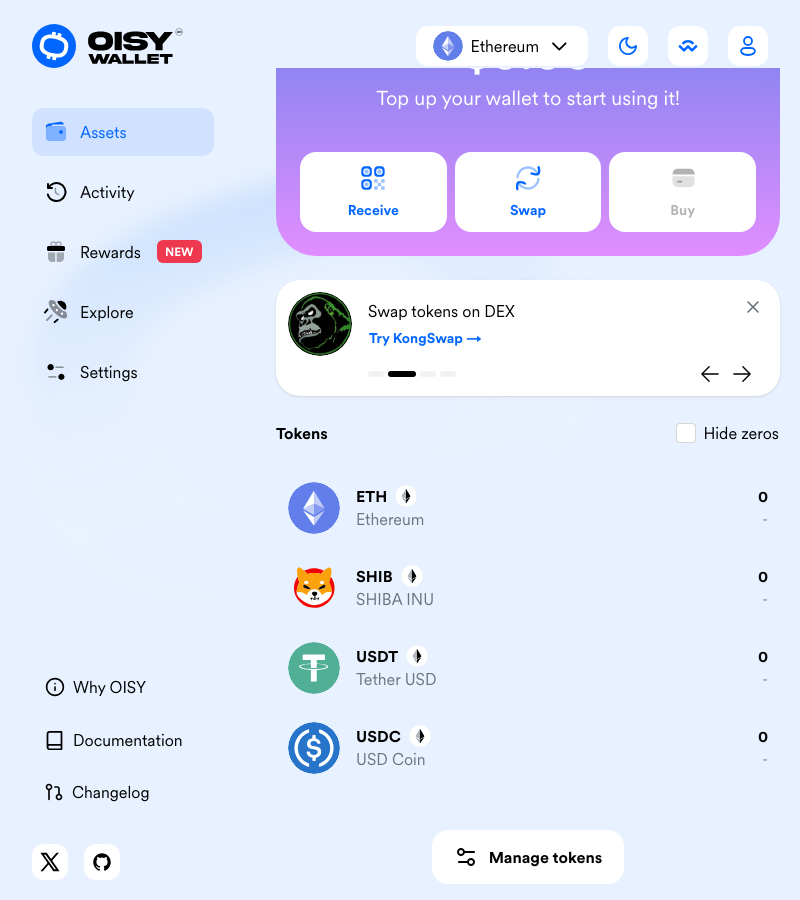 OISY
WALLET
Ethereum
Top up your wallet to start using it!
Assets
Activity
Rewards NEW
Explore
Settings
Receive
Swap
Buy
Swap tokens on DEX
Try KongSwap →
Tokens
Hide zeros
ETH
Ethereum
0
-
SHIB
SHIBA INU
0
-
USDT
Tether USD
0
-
USDC
USD Coin
0
-
Why OISY
Documentation
Changelog
Manage tokens